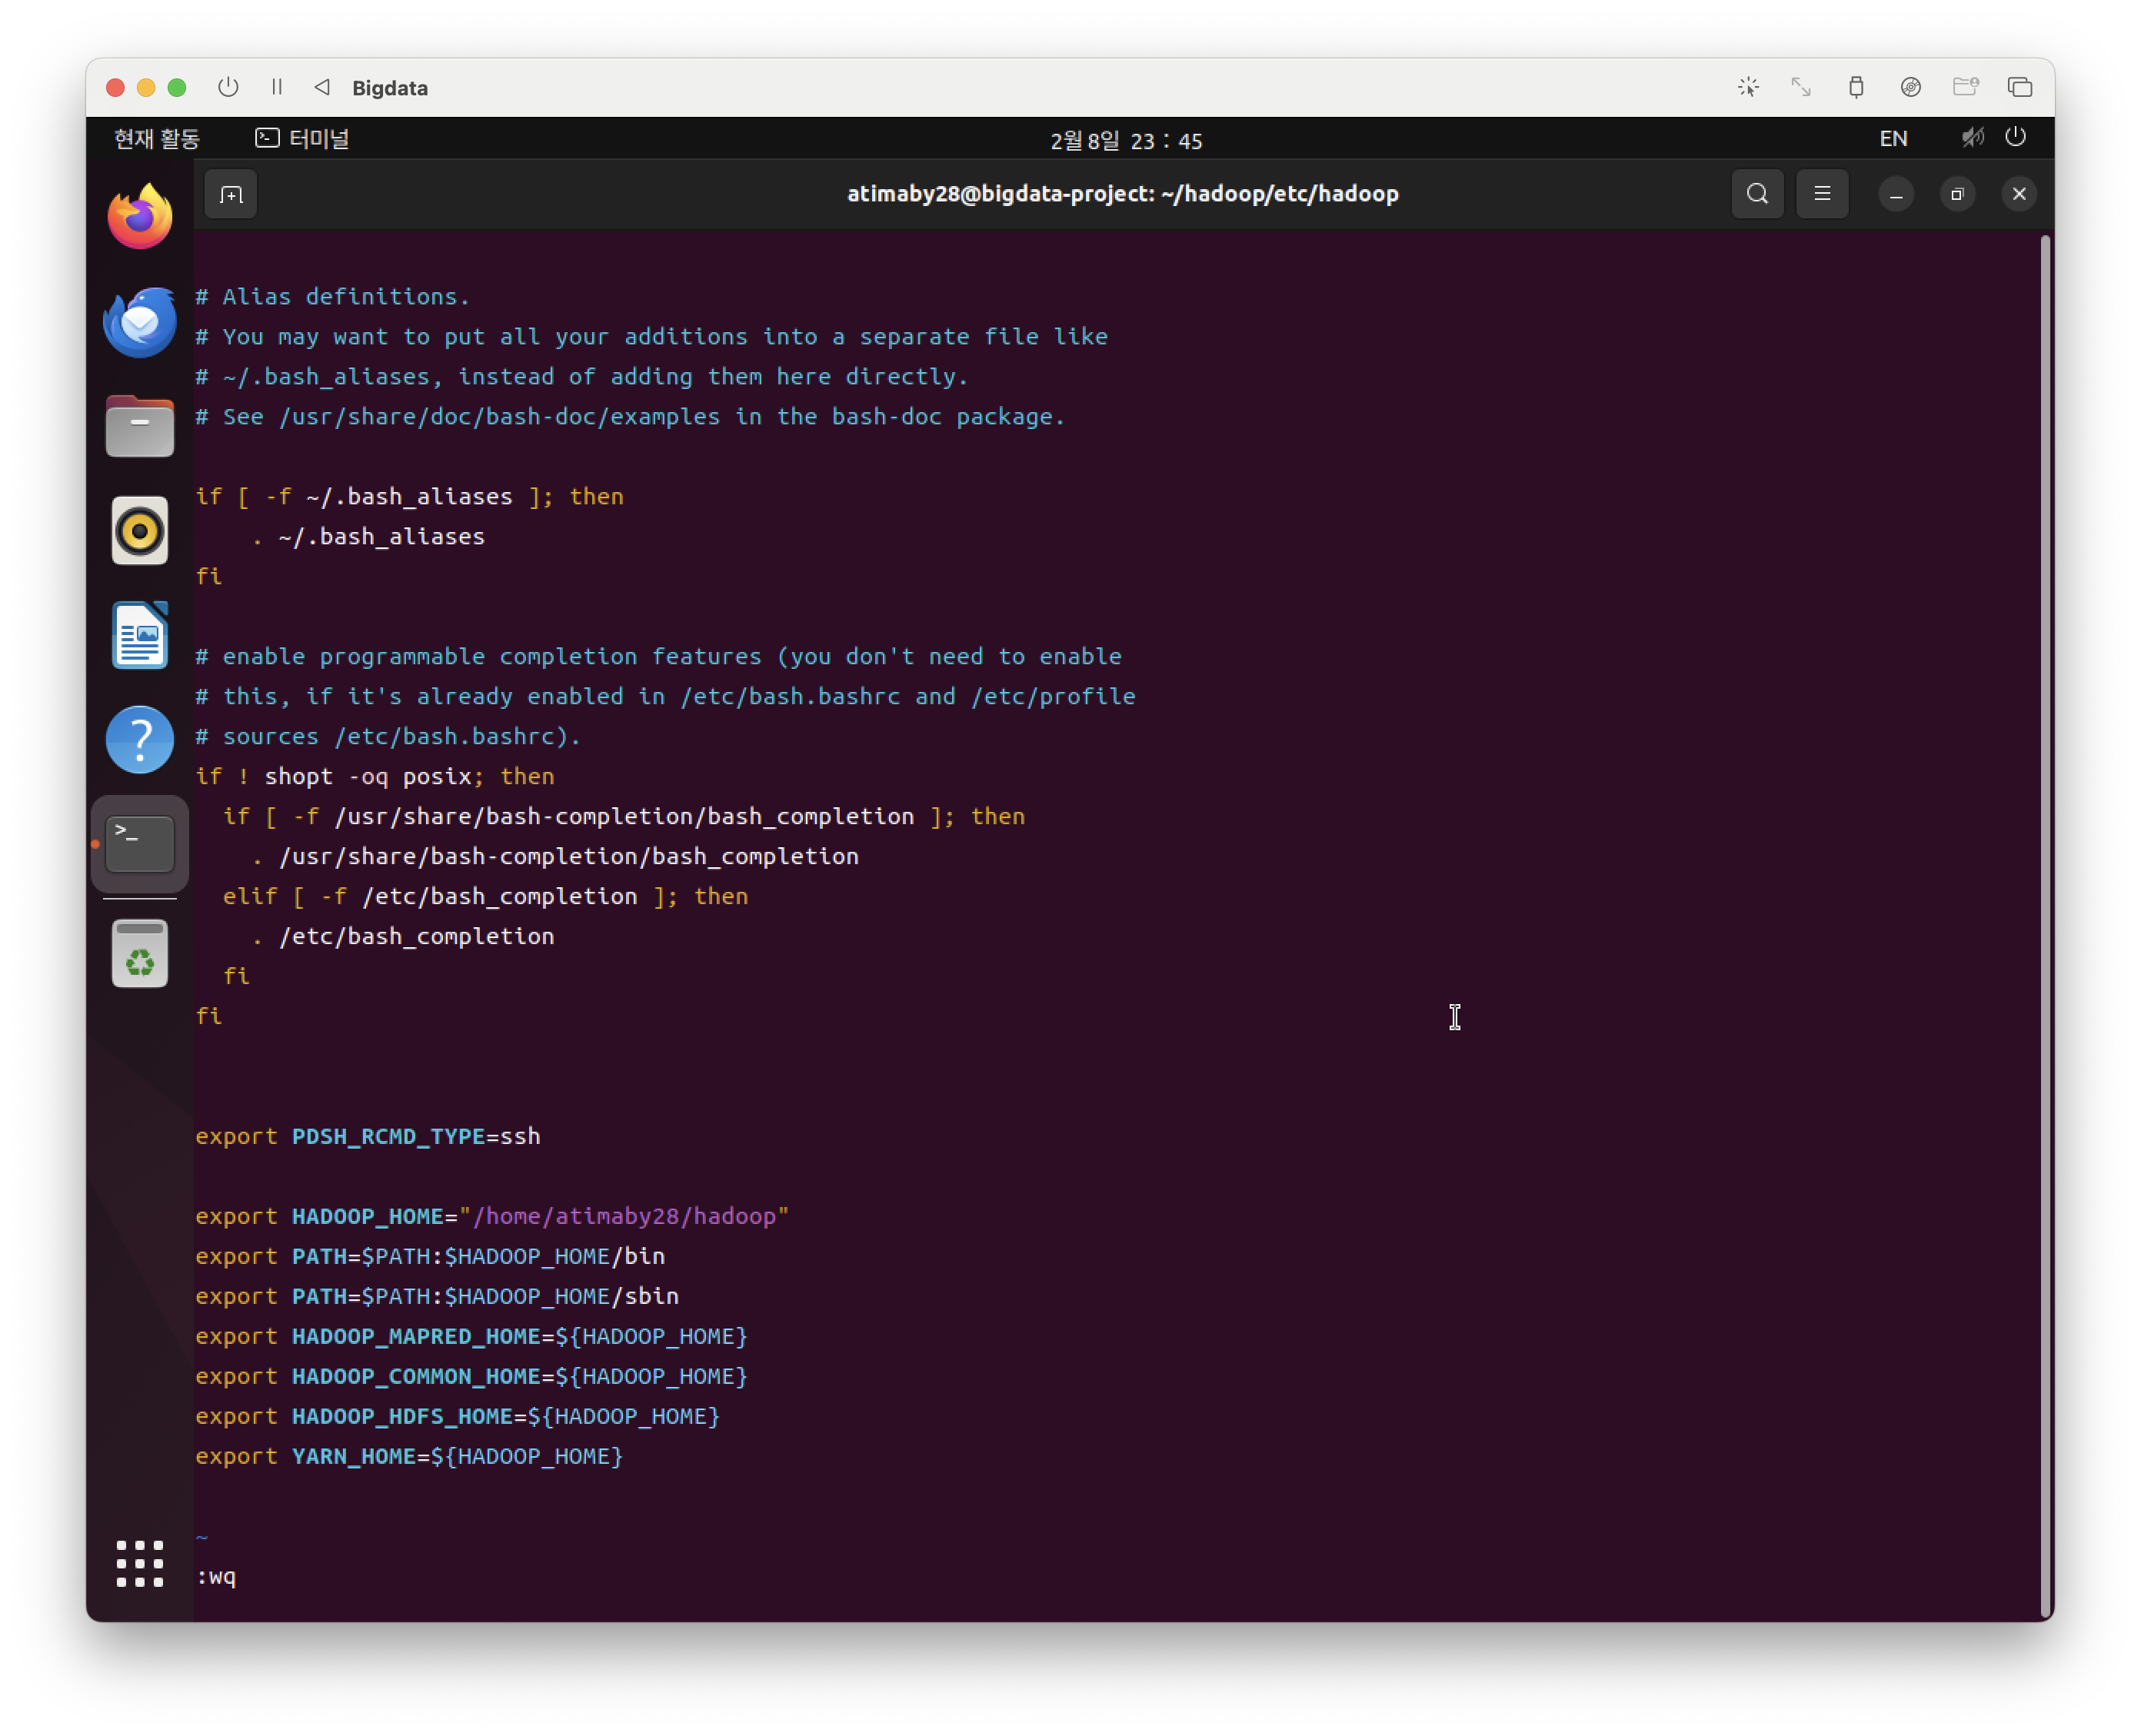 Bigdata
현재 활동
터미널
2월 8일 23 : 45
EN
atimaby28@bigdata-project: ~/hadoop/etc/hadoop
# Alias definitions.
# You may want to put all your additions into a separate file like
# ~/.bash_aliases, instead of adding them here directly.
# See /usr/share/doc/bash-doc/examples in the bash-doc package.
if [ -f ~/.bash_aliases ]; then
    . ~/.bash_aliases
fi
# enable programmable completion features (you don't need to enable
# this, if it's already enabled in /etc/bash.bashrc and /etc/profile
# sources /etc/bash.bashrc).
if ! shopt -oq posix; then
  if [ -f /usr/share/bash-completion/bash_completion ]; then
    . /usr/share/bash-completion/bash_completion
  elif [ -f /etc/bash_completion ]; then
    . /etc/bash_completion
  fi
fi
export PDSH_RCMD_TYPE=ssh
export HADOOP_HOME="/home/atimaby28/hadoop"
export PATH=$PATH:$HADOOP_HOME/bin
export PATH=$PATH:$HADOOP_HOME/sbin
export HADOOP_MAPRED_HOME=${HADOOP_HOME}
export HADOOP_COMMON_HOME=${HADOOP_HOME}
export HADOOP_HDFS_HOME=${HADOOP_HOME}
export YARN_HOME=${HADOOP_HOME}
~
:wq